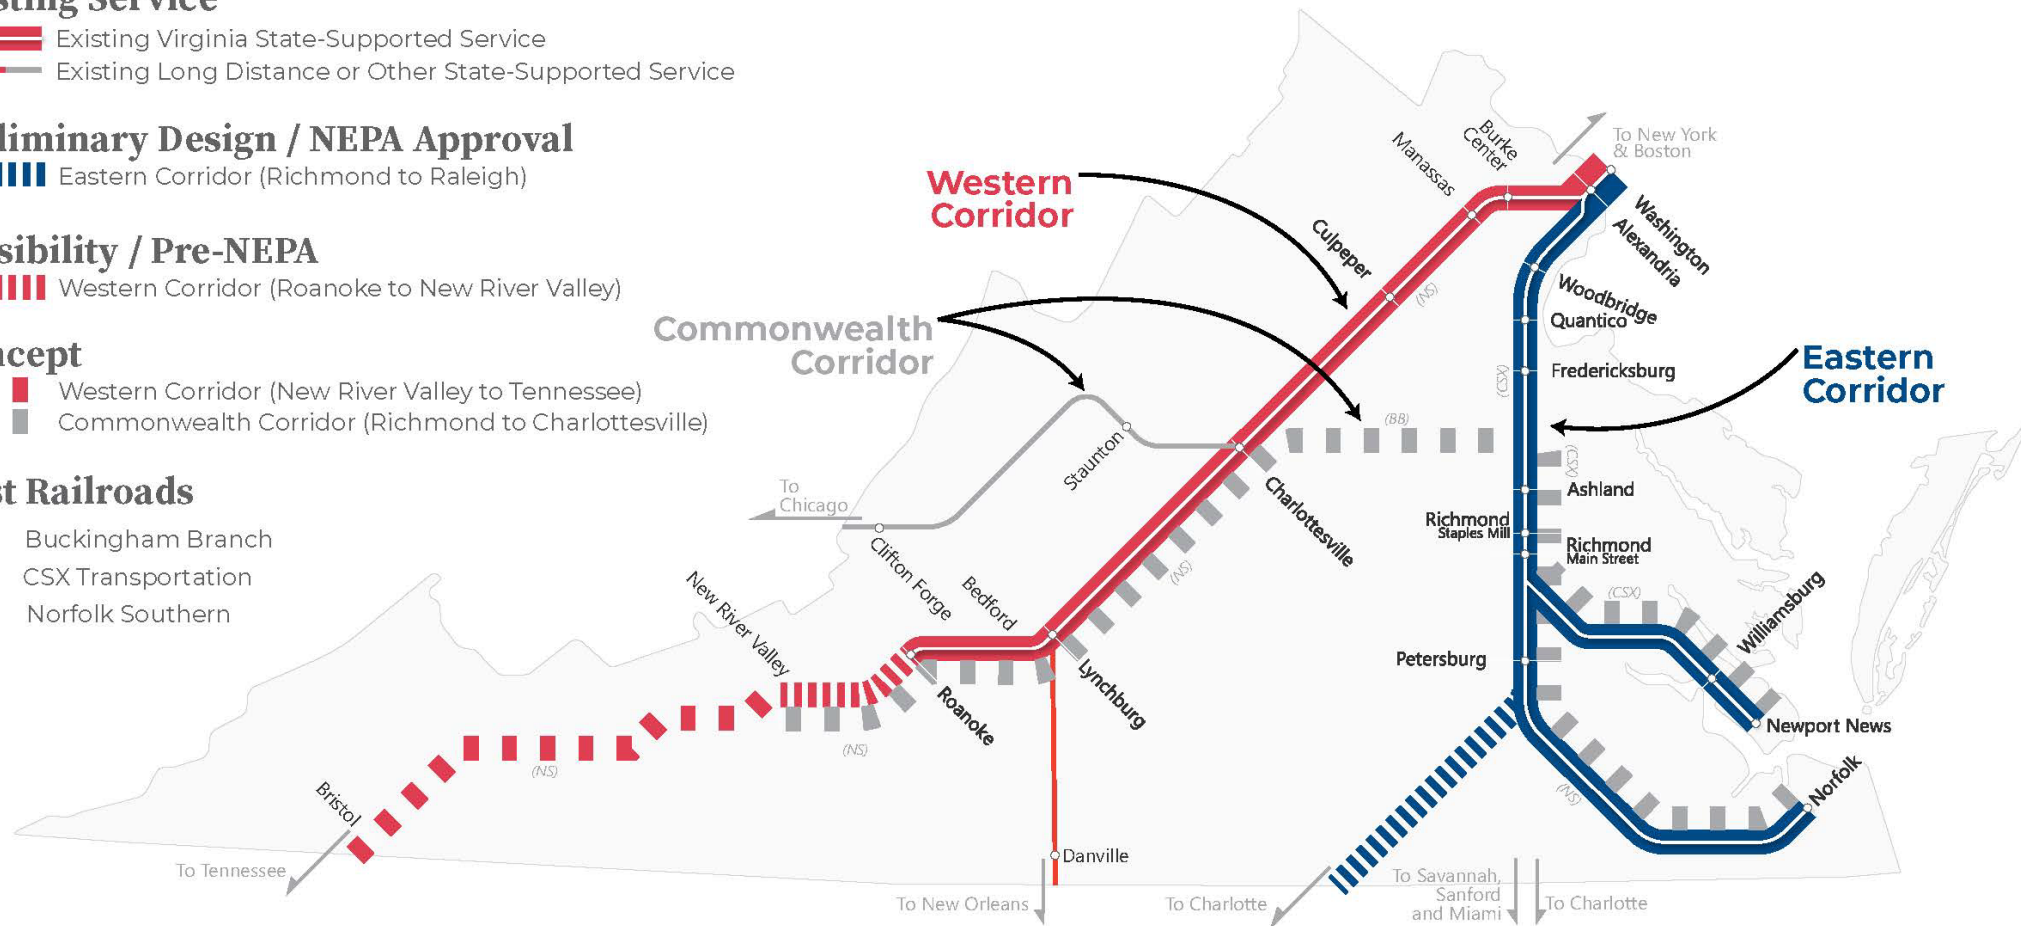 sting Service
Existing Virginia State-Supported Service
Existing Long Distance or Other State-Supported Service
liminary Design / NEPA Approval
Eastern Corridor (Richmond to Raleigh)
sibility / Pre-NEPA
Western Corridor (Roanoke to New River Valley)
ncept
Western Corridor (New River Valley to Tennessee)
Commonwealth Corridor (Richmond to Charlottesville)
st Railroads
Buckingham Branch
CSX Transportation
Norfolk Southern
Western
Corridor
Commonwealth
Corridor
Eastern
Corridor
To New York
& Boston
Burke
Center
Manassas
Culpeper
(NS)
Washington
Alexandria
Woodbridge
Quantico
Fredericksburg
(CSX)
(BB)
(CSX)
Ashland
Richmond
Staples Mill
Richmond
Main Street
(CSX)
Williamsburg
Newport News
Petersburg
(NS)
Norfolk
Staunton
Charlottesville
To
Chicago
Clifton Forge
(NS)
Bedford
Lynchburg
New River Valley
Roanoke
(NS)
(NS)
Bristol
To Tennessee
Danville
To New Orleans
To Charlotte
To Savannah,
Sanford
and Miami
To Charlotte